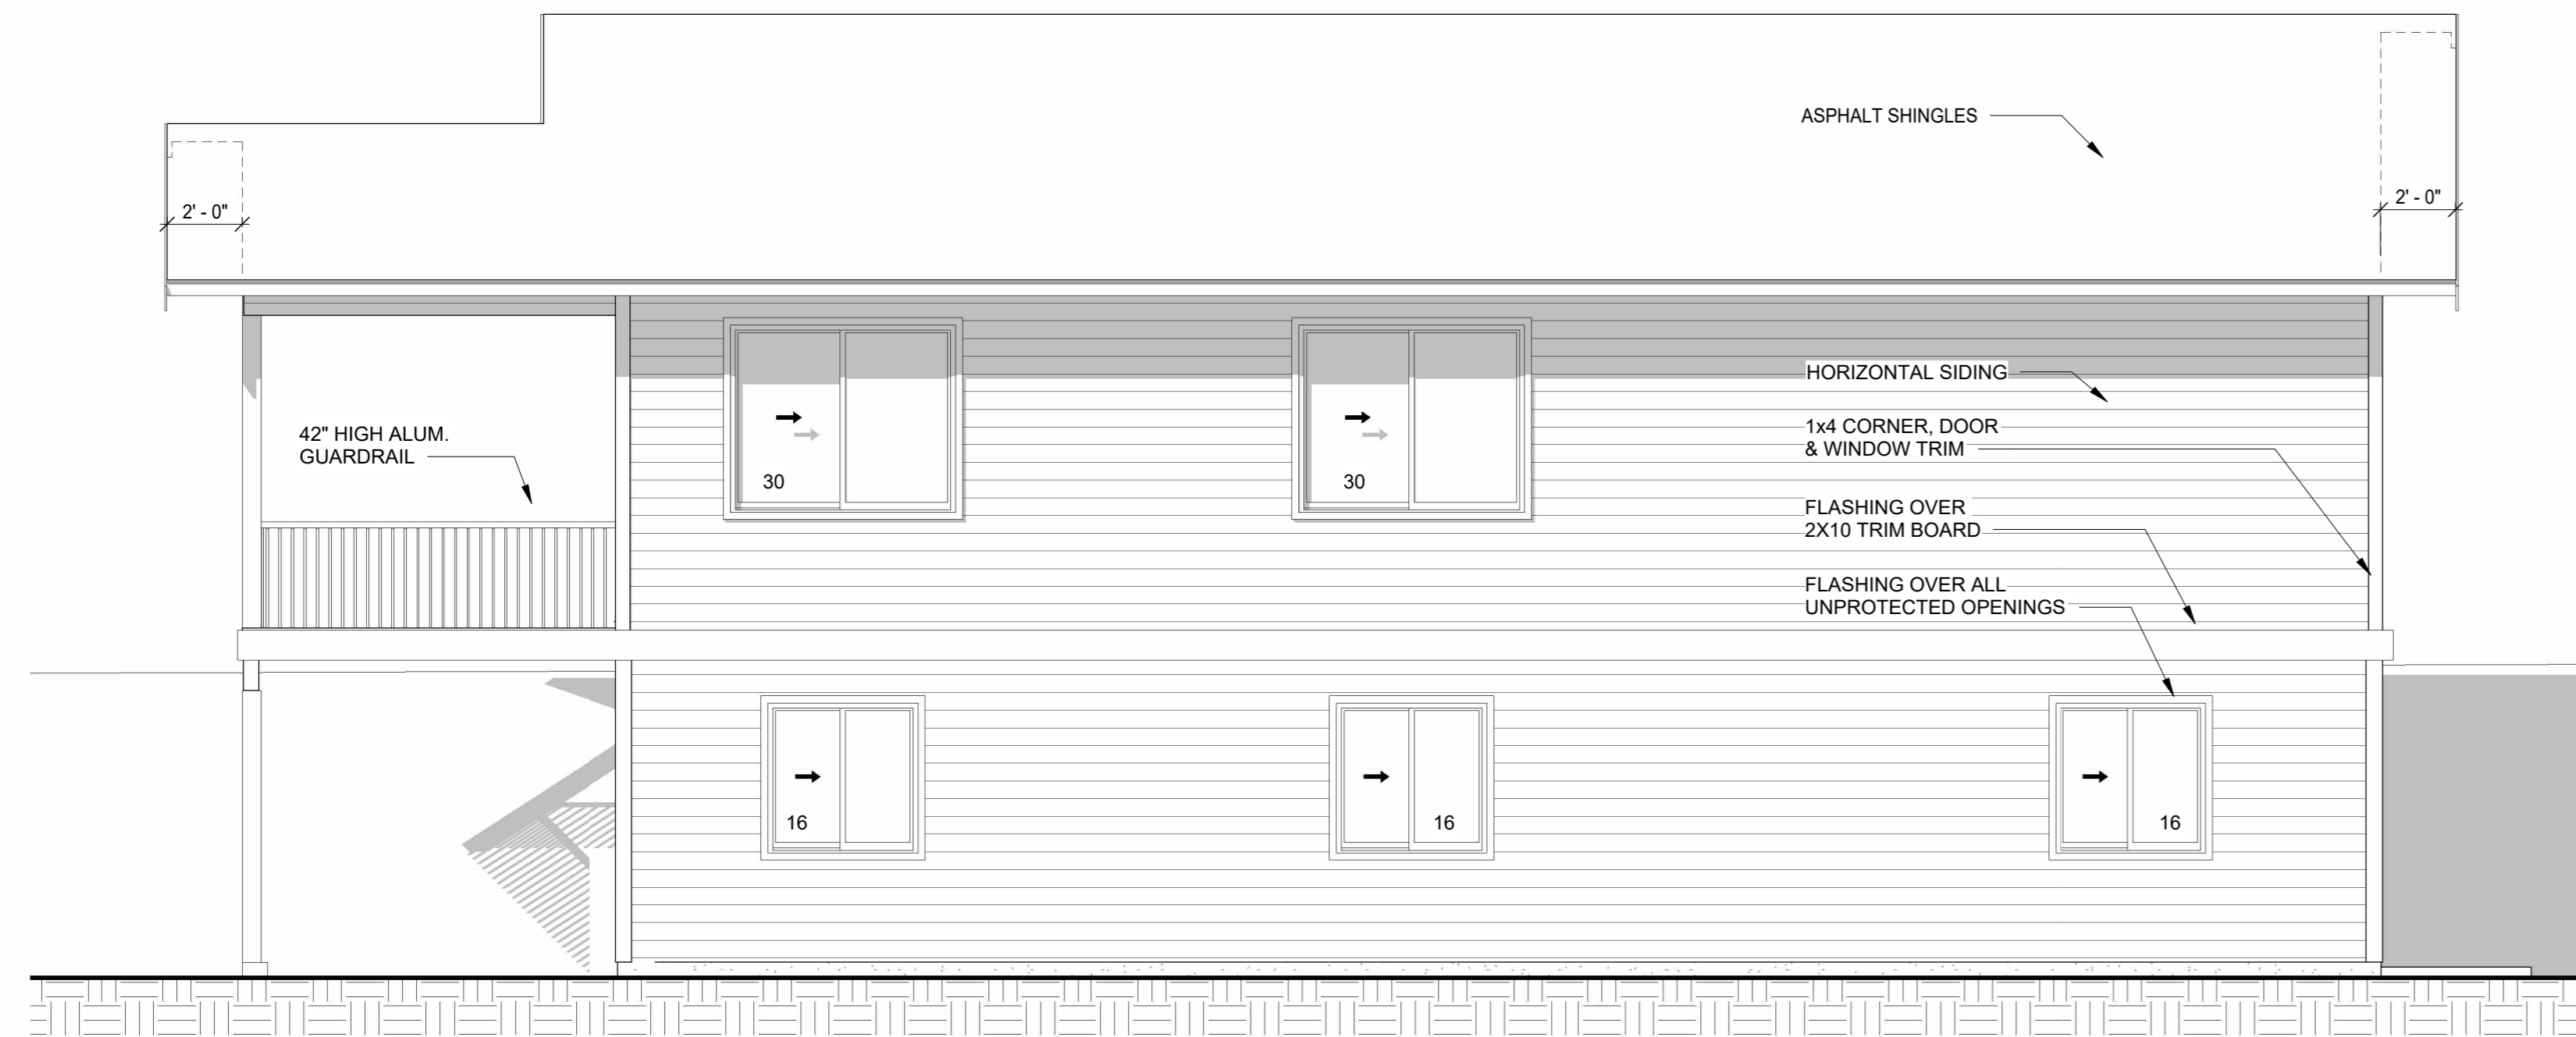 ASPHALT SHINGLES
2' - 0"
2' - 0"
HORIZONTAL SIDING
42" HIGH ALUM.
GUARDRAIL
1x4 CORNER, DOOR
& WINDOW TRIM
30
30
FLASHING OVER
2X10 TRIM BOARD
FLASHING OVER ALL
UNPROTECTED OPENINGS
16
16
16